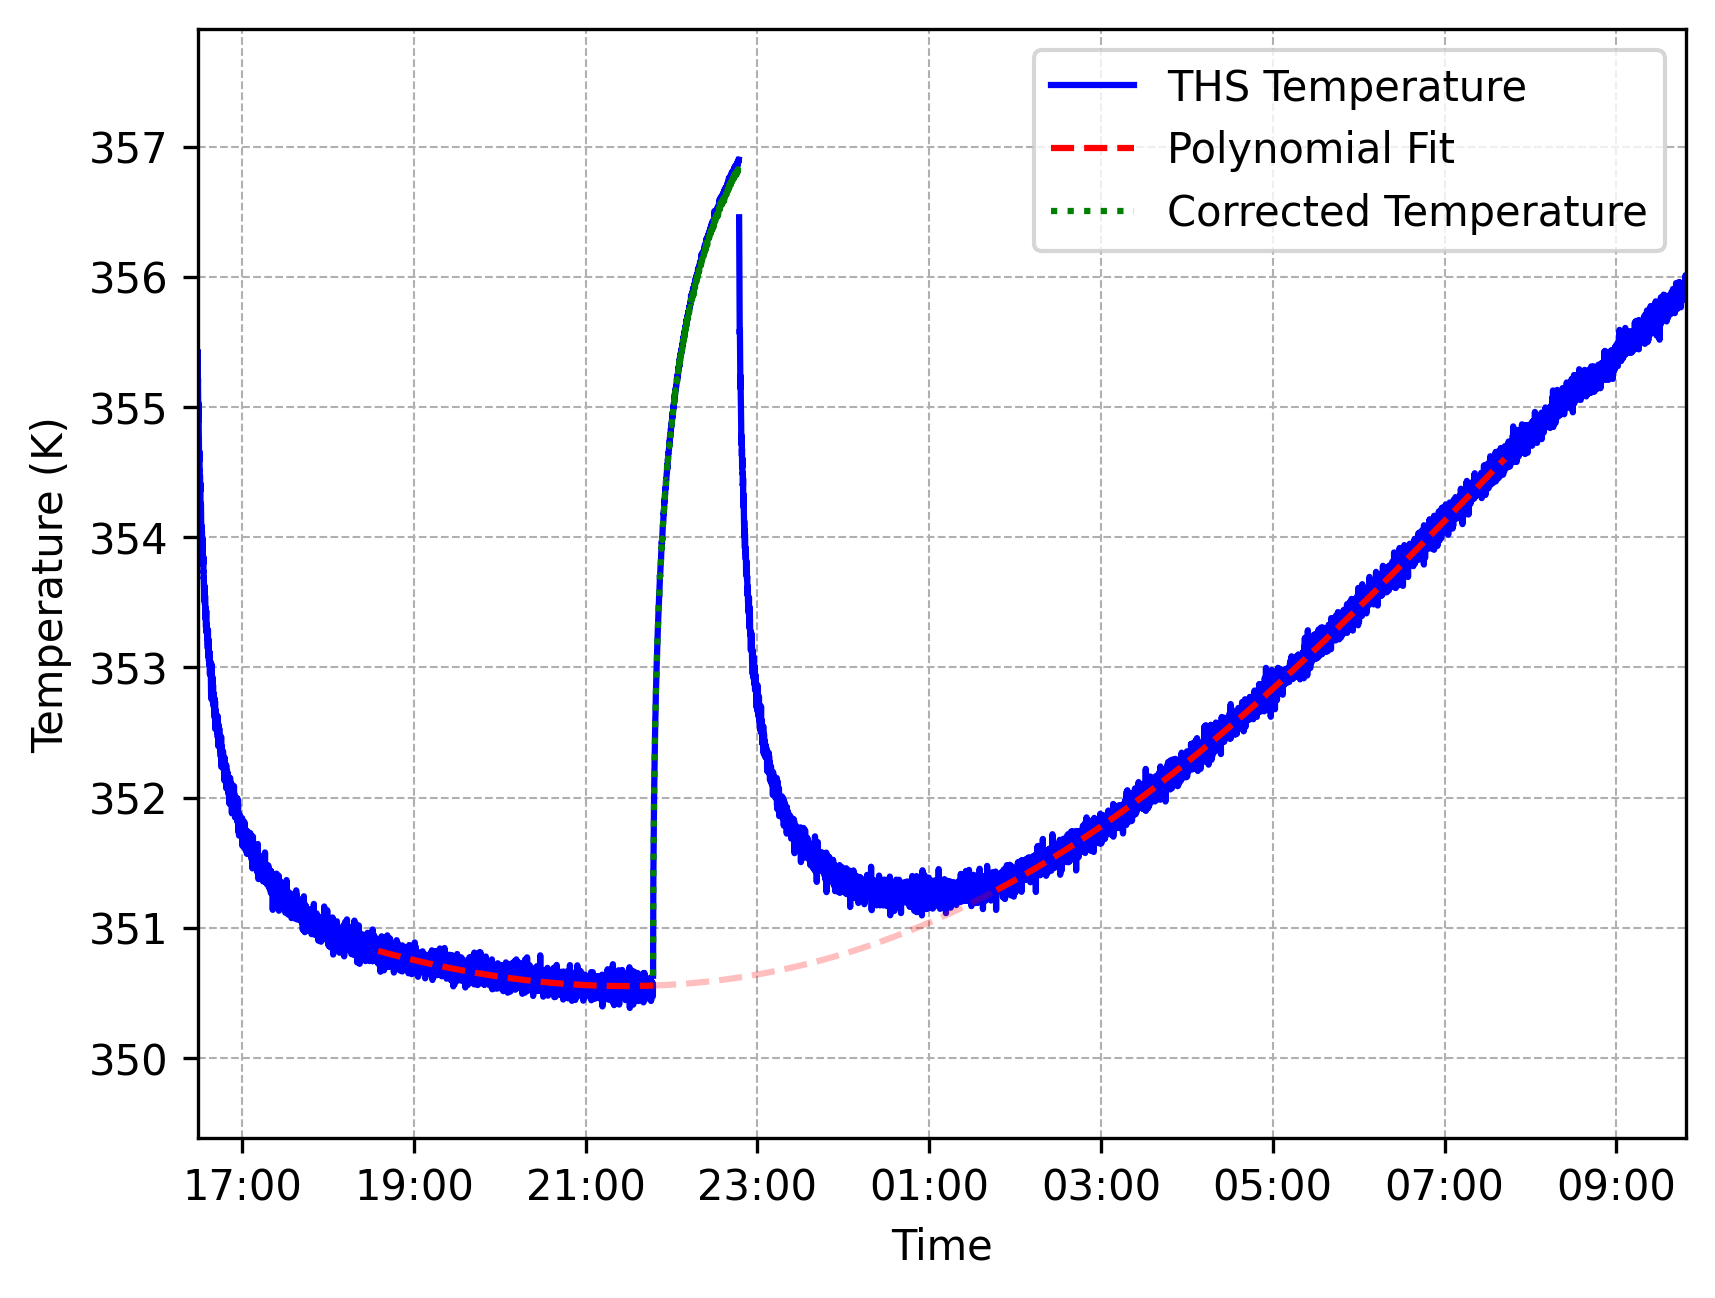 THS Temperature
Polynomial Fit
Corrected Temperature
357
356
355
354
353
352
351
350
Temperature (K)
17:00 19:00 21:00 23:00 01:00 03:00 05:00 07:00 09:00
Time